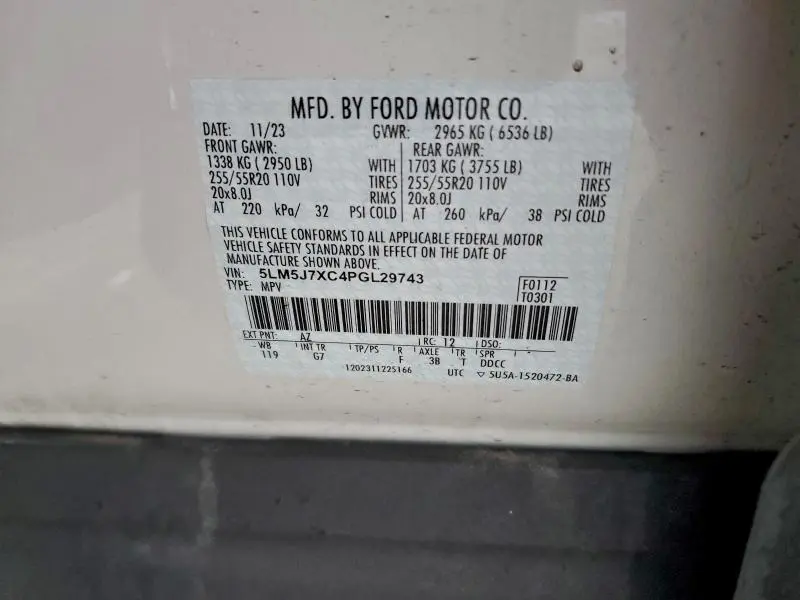 MFD. BY FORD MOTOR CO.
DATE: 11/23 GVWR: 2965 KG ( 6536 LB)
FRONT GAWR: REAR GAWR:
1338 KG ( 2950 LB) WITH 1703 KG ( 3755 LB) WITH
255/55R20 110V TIRES 255/55R20 110V TIRES
20x8.0J RIMS 20x8.0J RIMS
AT 220 kPa/ 32 PSI COLD AT 260 kPa/ 38 PSI COLD
THIS VEHICLE CONFORMS TO ALL APPLICABLE FEDERAL MOTOR
VEHICLE SAFETY STANDARDS IN EFFECT ON THE DATE OF
MANUFACTURE SHOWN ABOVE.
VIN: 5LM5J7XC4PGL29743 F0112
TYPE: MPV T0301
EXT PNT: AZ RC: 12 DSO:
WB INT TR TP/PS R AXLE TR SPR
119 G7 F 3B T DDCC
1202311225166 UTC ▽ 5U5A-1520472-BA